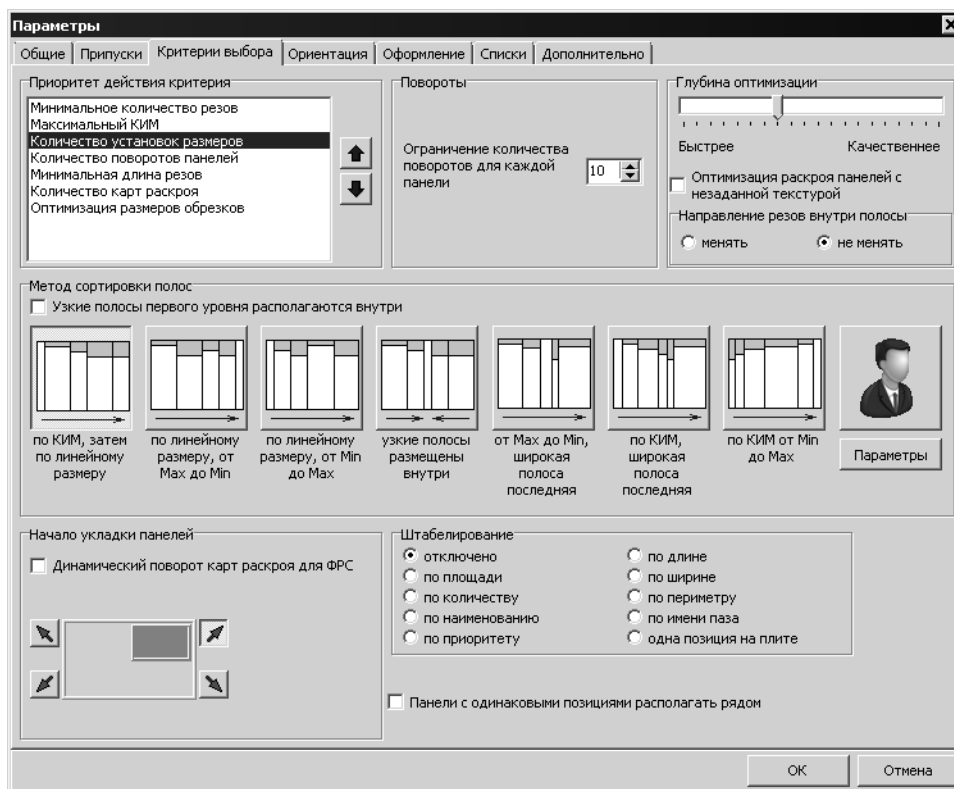 Параметры
Общие
Припуски
Критерии выбора
Ориентация
Оформление
Списки
Дополнительно
Приоритет действия критерия
Минимальное количество резов
Максимальный КИМ
Количество установок размеров
Количество поворотов панелей
Минимальная длина резов
Количество карт раскроя
Оптимизация размеров обрезков
Повороты
Ограничение количества
поворотов для каждой
панели
10
Глубина оптимизации
Быстрее
Качественнее
Оптимизация раскроя панелей с
незаданной текстурой
Направление резов внутри полосы
менять
не менять
Метод сортировки полос
Узкие полосы первого уровня располагаются внутри
по КИМ, затем
по линейному
размеру
по линейному
размеру, от
Max до Min
по линейному
размеру, от Min
до Max
узкие полосы
размещены
внутри
от Max до Min,
широкая
полоса
последняя
по КИМ,
широкая
полоса
последняя
по КИМ от Min
до Max
Параметры
Начало укладки панелей
Динамический поворот карт раскроя для ФРС
Штабелирование
отключено
по площади
по количеству
по наименованию
по приоритету
по длине
по ширине
по периметру
по имени паза
одна позиция на плите
Панели с одинаковыми позициями располагать рядом
ОК
Отмена